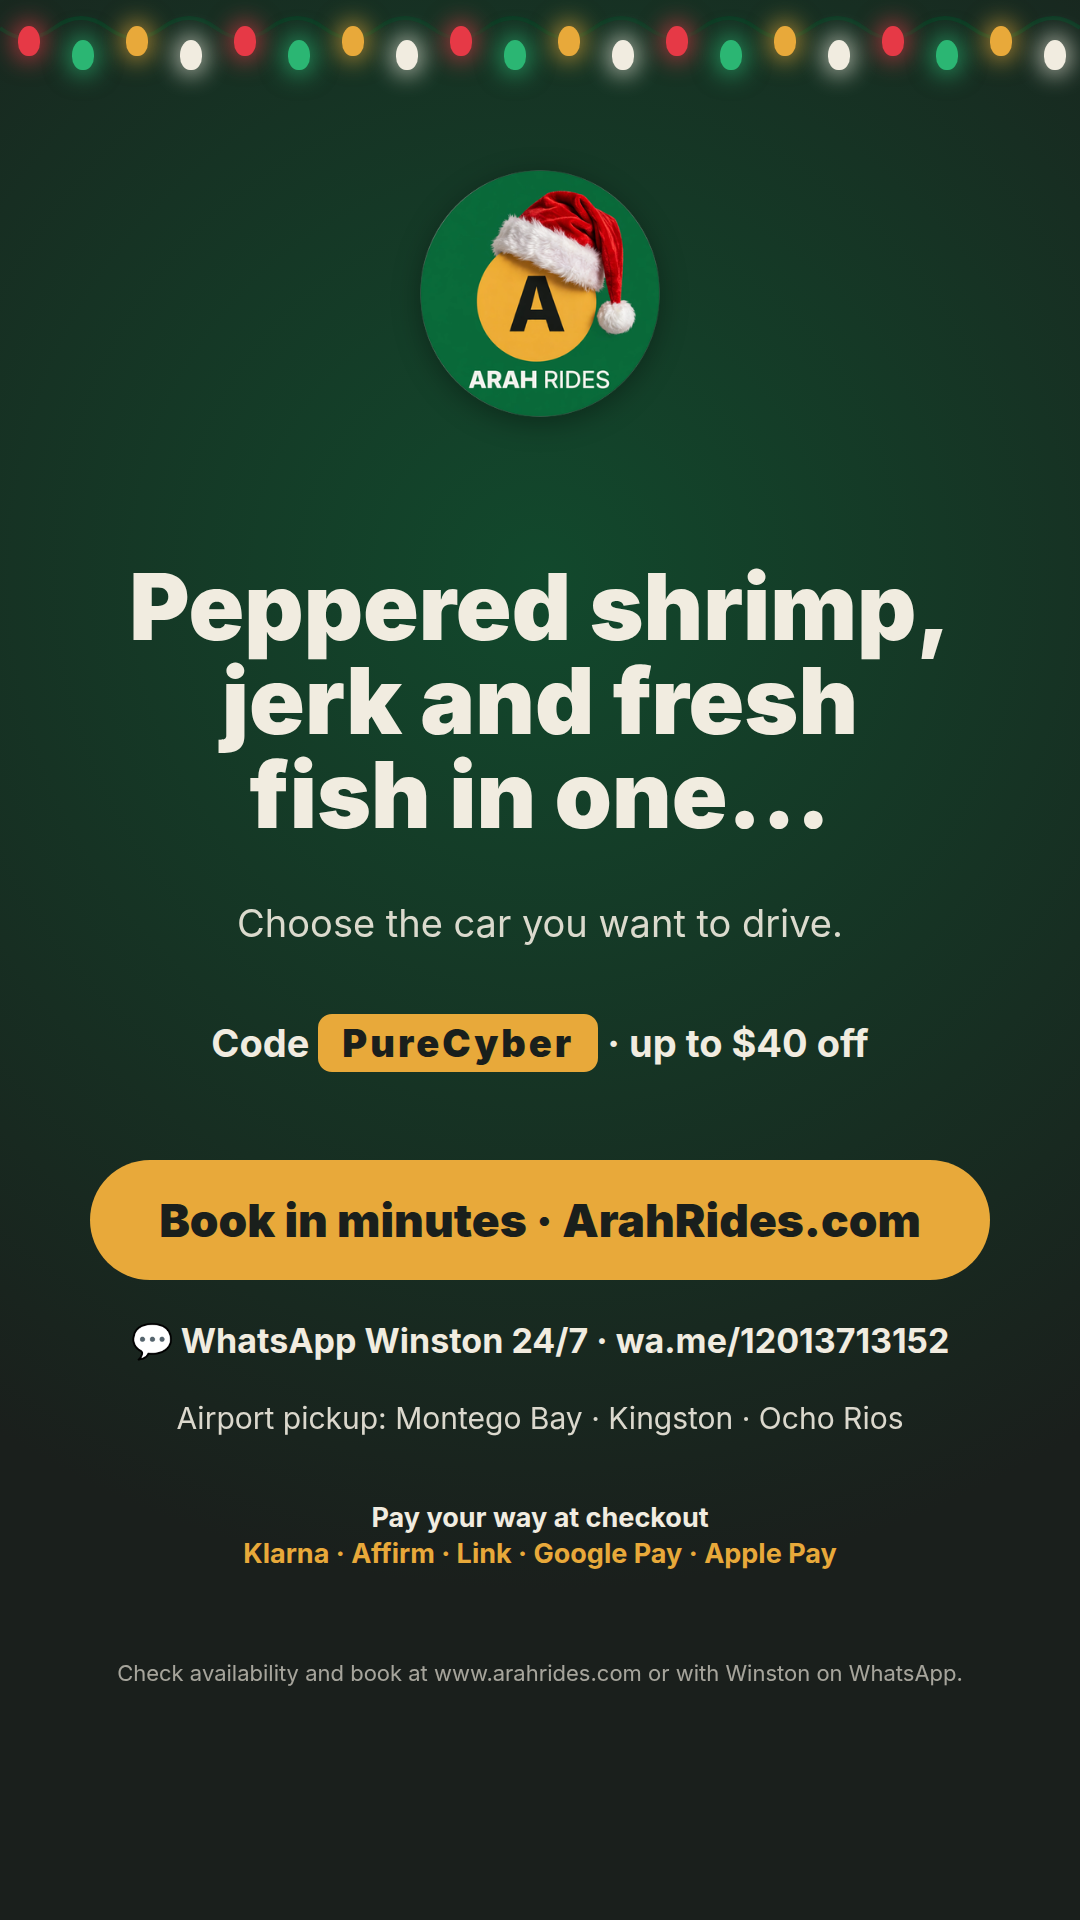 A
ARAH RIDES
Peppered shrimp,
jerk and fresh
fish in one…
Choose the car you want to drive.
Code PureCyber · up to $40 off
Book in minutes · ArahRides.com
💬 WhatsApp Winston 24/7 · wa.me/12013713152
Airport pickup: Montego Bay · Kingston · Ocho Rios
Pay your way at checkout
Klarna · Affirm · Link · Google Pay · Apple Pay
Check availability and book at www.arahrides.com or with Winston on WhatsApp.